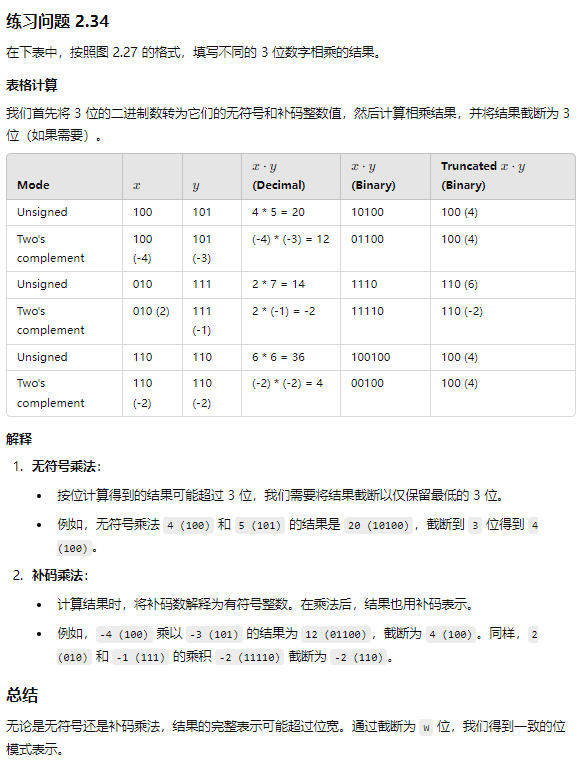 练习问题 2.34
在下表中，按照图 2.27 的格式，填写不同的 3 位数字相乘的结果。
表格计算
我们首先将 3 位的二进制数转为它们的无符号和补码整数值，然后计算相乘结果，并将结果截断为 3
位（如果需要）。
Mode x y x · y (Decimal) x · y (Binary) Truncated x · y (Binary)
Unsigned 100 101 4 * 5 = 20 10100 100 (4)
Two's complement 100 (-4) 101 (-3) (-4) * (-3) = 12 01100 100 (4)
Unsigned 010 111 2 * 7 = 14 1110 110 (6)
Two's complement 010 (2) 111 (-1) 2 * (-1) = -2 11110 110 (-2)
Unsigned 110 110 6 * 6 = 36 100100 100 (4)
Two's complement 110 (-2) 110 (-2) (-2) * (-2) = 4 00100 100 (4)
解释
1. 无符号乘法：
• 按位计算得到的结果可能超过 3 位，我们需要将结果截断以仅保留最低的 3 位。
• 例如，无符号乘法 4 (100) 和 5 (101) 的结果是 20 (10100)，截断到 3 位得到 4
(100)。
2. 补码乘法：
• 计算结果时，将补码数解释为有符号整数。在乘法后，结果也用补码表示。
• 例如，-4 (100) 乘以 -3 (101) 的结果为 12 (01100)，截断为 4 (100)。同样，2
(010) 和 -1 (111) 的乘积 -2 (11110) 截断为 -2 (110)。
总结
无论是无符号还是补码乘法，结果的完整表示可能超过位宽。通过截断为 w 位，我们得到一致的位
模式表示。